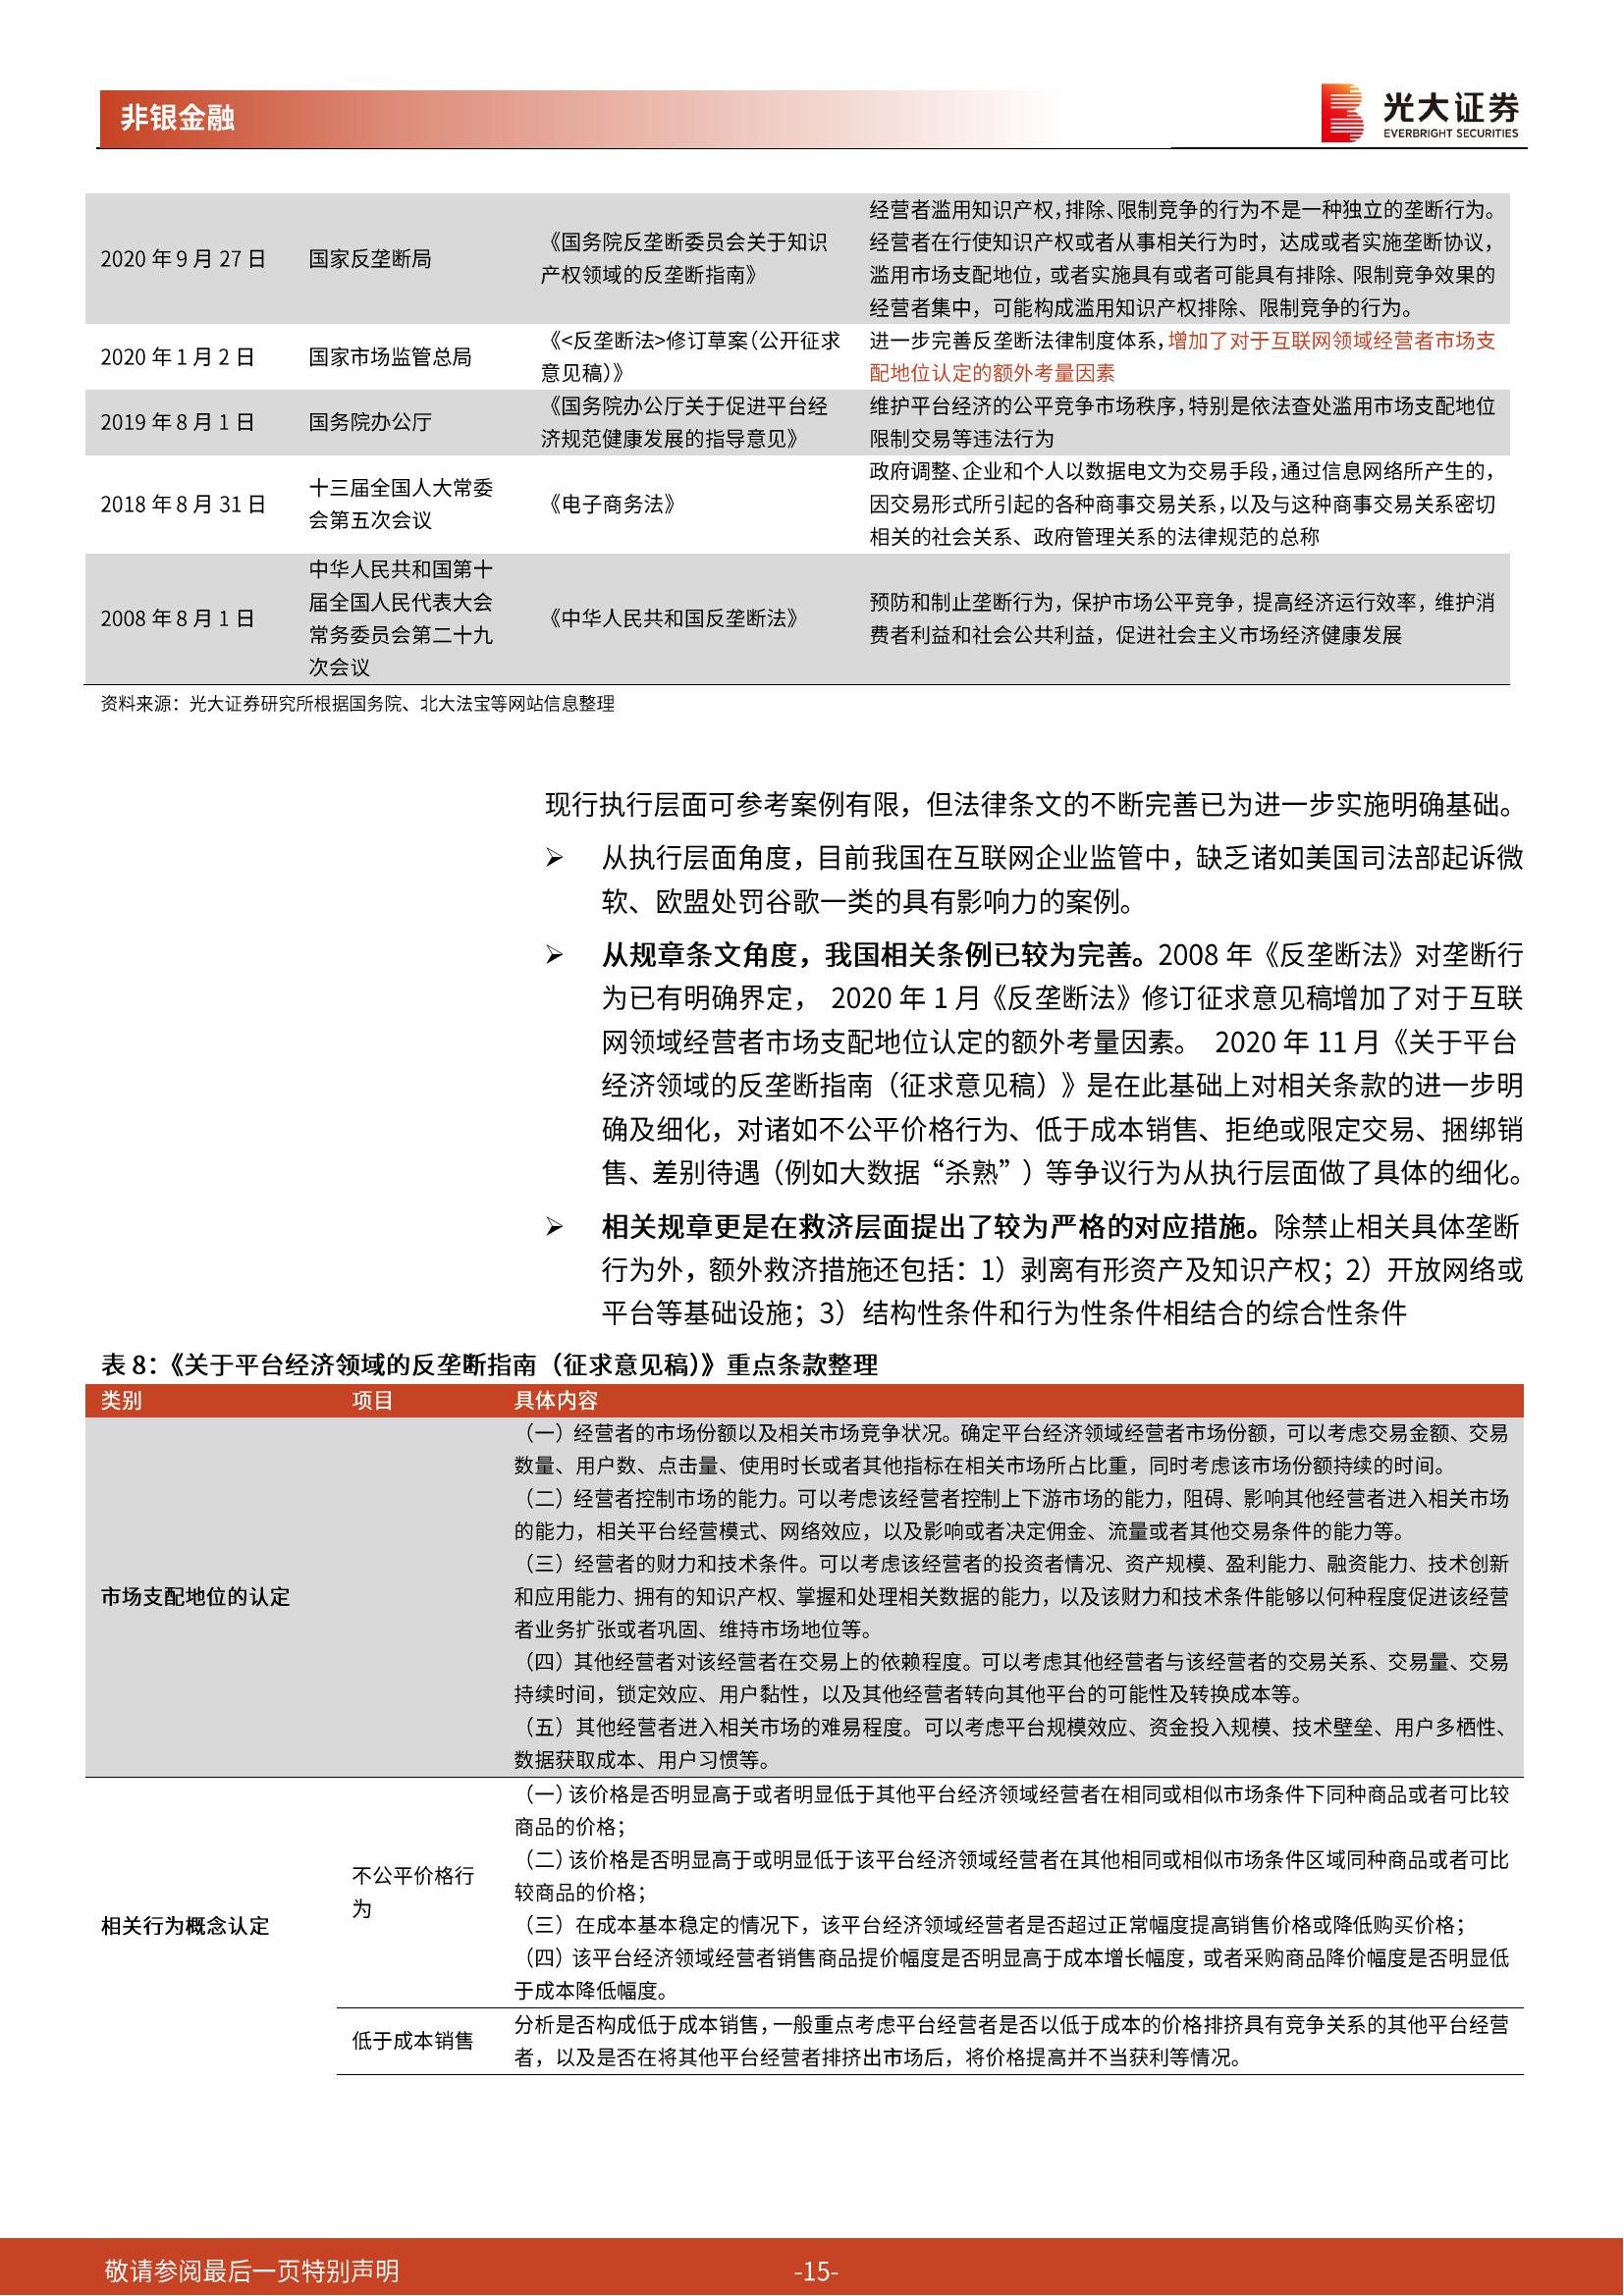 非银金融
光大证券
EVERBRIGHT SECURITIES
经营者滥用知识产权，排除、限制竞争的行为不是一种独立的垄断行为。
2020 年 9 月 27 日 国家反垄断局 《国务院反垄断委员会关于知识 经营者在行使知识产权或者从事相关行为时，达成或者实施垄断协议，
产权领域的反垄断指南》 滥用市场支配地位，或者实施具有或者可能具有排除、限制竞争效果的
经营者集中，可能构成滥用知识产权排除、限制竞争的行为。
2020 年 1 月 2 日 国家市场监管总局 《<反垄断法>修订草案（公开征求 进一步完善反垄断法律制度体系，增加了对于互联网领域经营者市场支
意见稿）》 配地位认定的额外考量因素
2019 年 8 月 1 日 国务院办公厅 《国务院办公厅关于促进平台经 维护平台经济的公平竞争市场秩序，特别是依法查处滥用市场支配地位
济规范健康发展的指导意见》 限制交易等违法行为
政府调整、企业和个人以数据电文为交易手段，通过信息网络所产生的，
2018 年 8 月 31 日 十三届全国人大常委 《电子商务法》 因交易形式所引起的各种商事交易关系，以及与这种商事交易关系密切
会第五次会议 相关的社会关系、政府管理关系的法律规范的总称
中华人民共和国第十
2008 年 8 月 1 日 届全国人民代表大会 《中华人民共和国反垄断法》 预防和制止垄断行为，保护市场公平竞争，提高经济运行效率，维护消
常务委员会第二十九 费者利益和社会公共利益，促进社会主义市场经济健康发展
次会议
资料来源：光大证券研究所根据国务院、北大法宝等网站信息整理
现行执行层面可参考案例有限，但法律条文的不断完善已为进一步实施明确基础。
➢ 从执行层面角度，目前我国在互联网企业监管中，缺乏诸如美国司法部起诉微
软、欧盟处罚谷歌一类的具有影响力的案例。
➢ 从规章条文角度，我国相关条例已较为完善。2008 年《反垄断法》对垄断行
为已有明确界定， 2020 年 1 月《反垄断法》修订征求意见稿增加了对于互联
网领域经营者市场支配地位认定的额外考量因素。 2020 年 11 月《关于平台
经济领域的反垄断指南（征求意见稿）》是在此基础上对相关条款的进一步明
确及细化，对诸如不公平价格行为、低于成本销售、拒绝或限定交易、捆绑销
售、差别待遇（例如大数据“杀熟”）等争议行为从执行层面做了具体的细化。
➢ 相关规章更是在救济层面提出了较为严格的对应措施。除禁止相关具体垄断
行为外，额外救济措施还包括：1）剥离有形资产及知识产权；2）开放网络或
平台等基础设施；3）结构性条件和行为性条件相结合的综合性条件
表 8：《关于平台经济领域的反垄断指南（征求意见稿）》重点条款整理
类别 项目 具体内容
（一）经营者的市场份额以及相关市场竞争状况。确定平台经济领域经营者市场份额，可以考虑交易金额、交易
数量、用户数、点击量、使用时长或者其他指标在相关市场所占比重，同时考虑该市场份额持续的时间。
（二）经营者控制市场的能力。可以考虑该经营者控制上下游市场的能力，阻碍、影响其他经营者进入相关市场
的能力，相关平台经营模式、网络效应，以及影响或者决定佣金、流量或者其他交易条件的能力等。
（三）经营者的财力和技术条件。可以考虑该经营者的投资者情况、资产规模、盈利能力、融资能力、技术创新
市场支配地位的认定 和应用能力、拥有的知识产权、掌握和处理相关数据的能力，以及该财力和技术条件能够以何种程度促进该经营
者业务扩张或者巩固、维持市场地位等。
（四）其他经营者对该经营者在交易上的依赖程度。可以考虑其他经营者与该经营者的交易关系、交易量、交易
持续时间，锁定效应、用户黏性，以及其他经营者转向其他平台的可能性及转换成本等。
（五）其他经营者进入相关市场的难易程度。可以考虑平台规模效应、资金投入规模、技术壁垒、用户多栖性、
数据获取成本、用户习惯等。
（一）该价格是否明显高于或者明显低于其他平台经济领域经营者在相同或相似市场条件下同种商品或者可比较
商品的价格；
（二）该价格是否明显高于或明显低于该平台经济领域经营者在其他相同或相似市场条件区域同种商品或者可比
不公平价格行
较商品的价格；
为
相关行为概念认定 （三）在成本基本稳定的情况下，该平台经济领域经营者是否超过正常幅度提高销售价格或降低购买价格；
（四）该平台经济领域经营者销售商品提价幅度是否明显高于成本增长幅度，或者采购商品降价幅度是否明显低
于成本降低幅度。
低于成本销售 分析是否构成低于成本销售，一般重点考虑平台经营者是否以低于成本的价格排挤具有竞争关系的其他平台经营
者，以及是否在将其他平台经营者排挤出市场后，将价格提高并不当获利等情况。
敬请参阅最后一页特别声明 -15-